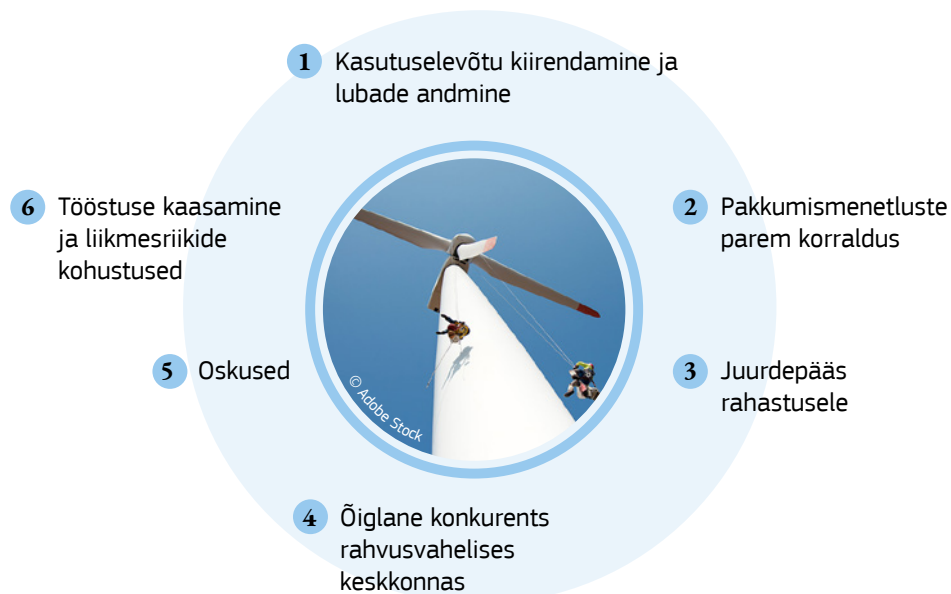 1 Kasutuselevõtu kiirendamine ja
lubade andmine
2 Pakkumismenetluste
parem korraldus
3 Juurdepääs
rahastusele
4 Õiglane konkurents
rahvusvahelises
keskkonnas
5 Oskused
6 Tööstuse kaasamine
ja liikmesriikide
kohustused
© Adobe Stock